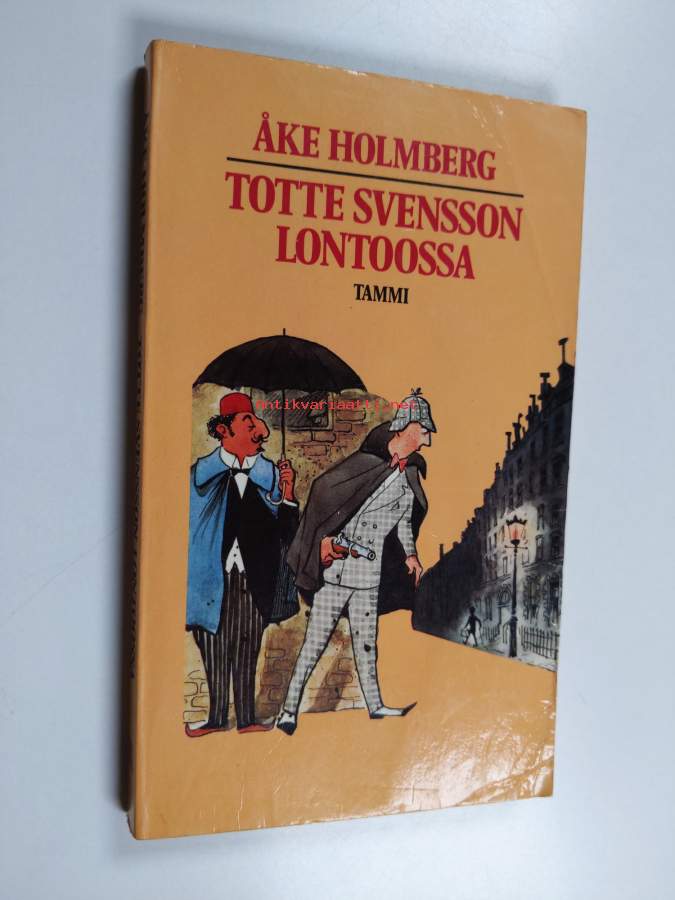 ÅKE HOLMBERG
TOTTE SVENSSON
LONTOOSSA
TAMMI
Antikvariaatti.net